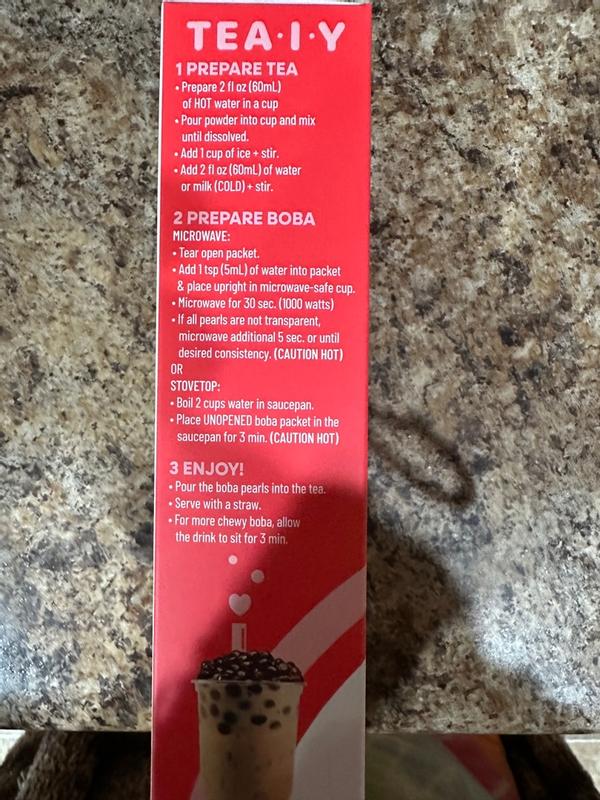 TEA·I·Y
1 PREPARE TEA
• Prepare 2 fl oz (60mL)
of HOT water in a cup
• Pour powder into cup and mix
until dissolved.
• Add 1 cup of ice + stir.
• Add 2 fl oz (60mL) of water
or milk (COLD) + stir.
2 PREPARE BOBA
MICROWAVE:
• Tear open packet.
• Add 1 tsp (5mL) of water into packet
& place upright in microwave-safe cup.
• Microwave for 30 sec. (1000 watts)
• If all pearls are not transparent,
microwave additional 5 sec. or until
desired consistency. (CAUTION HOT)
OR
STOVETOP:
• Boil 2 cups water in saucepan.
• Place UNOPENED boba packet in the
saucepan for 3 min. (CAUTION HOT)
3 ENJOY!
• Pour the boba pearls into the tea.
• Serve with a straw.
• For more chewy boba, allow
the drink to sit for 3 min.